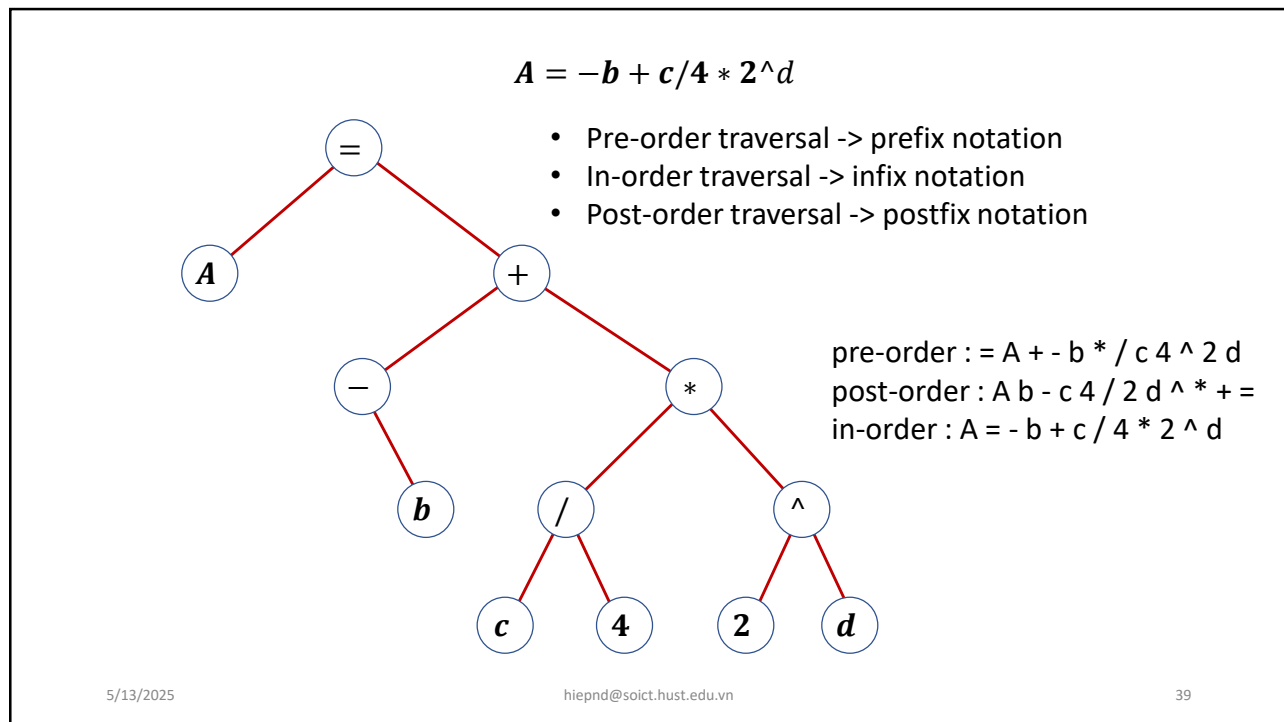 A = −b + c/4 * 2^d
• Pre-order traversal -> prefix notation
• In-order traversal -> infix notation
• Post-order traversal -> postfix notation
=
A
+
−
*
pre-order : = A + - b * / c 4 ^ 2 d
post-order : A b - c 4 / 2 d ^ * + =
in-order : A = - b + c / 4 * 2 ^ d
b
/
^
c
4
2
d
5/13/2025
hiepnd@soict.hust.edu.vn
39